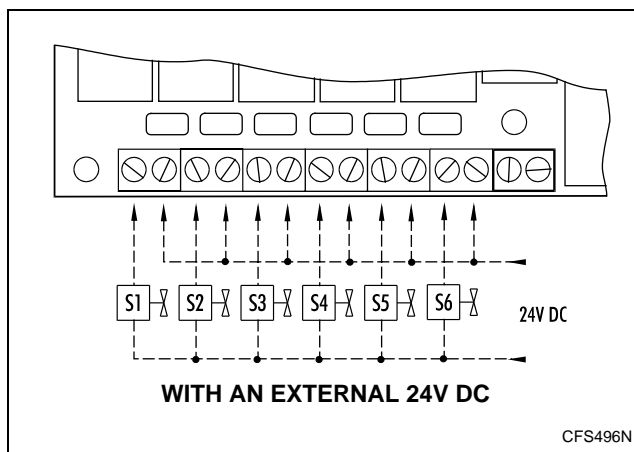 S1 S2 S3 S4 S5 S6
24V DC
WITH AN EXTERNAL 24V DC
CFS496N